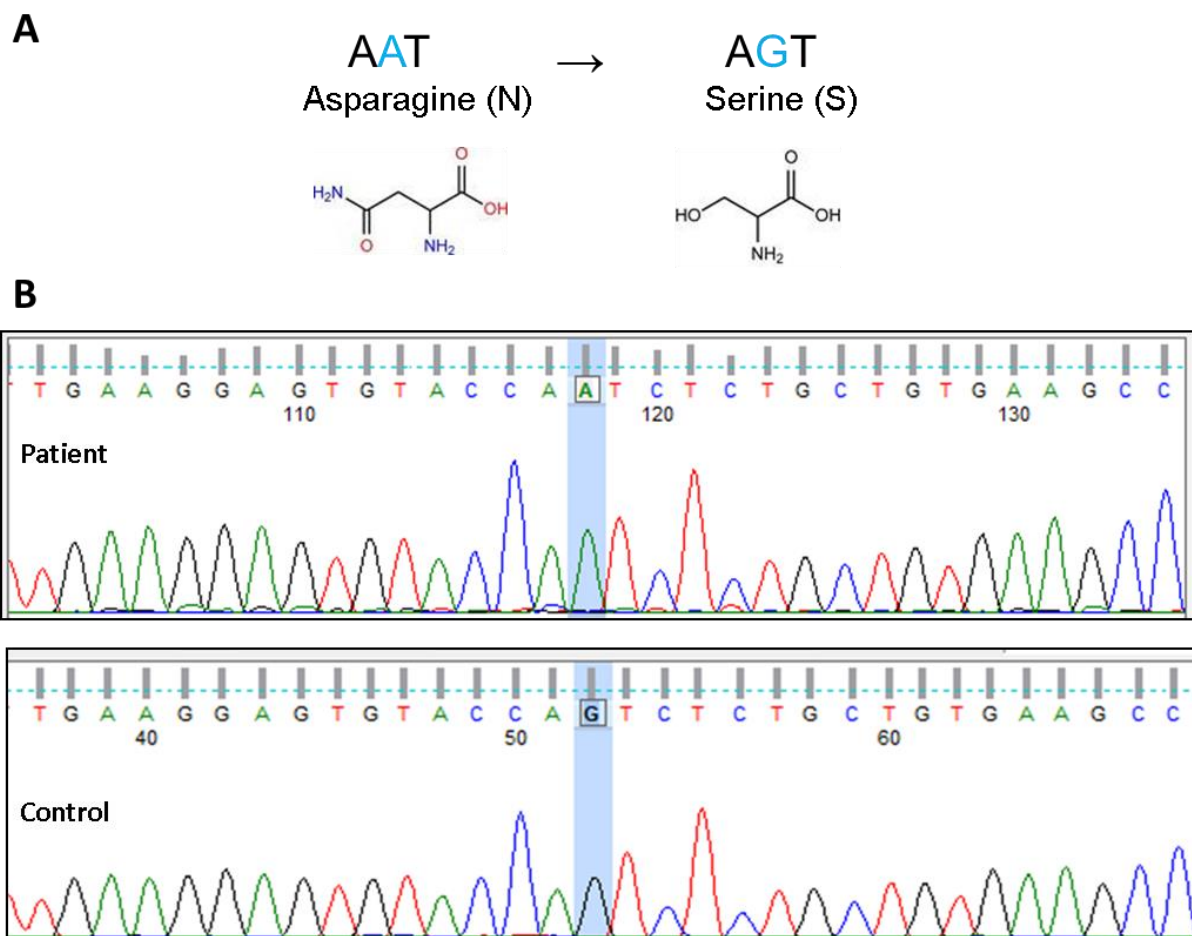 A
AAT → AGT
Asparagine (N) Serine (S)
O O
H₂N OH HO OH
O NH₂ NH₂
B
T G A A G G A G T G T A C C A A T C T C T G C T G T G A A G C C
110 120 130
Patient
T G A A G G A G T G T A C C A G T C T C T G C T G T G A A G C C
40 50 60
Control